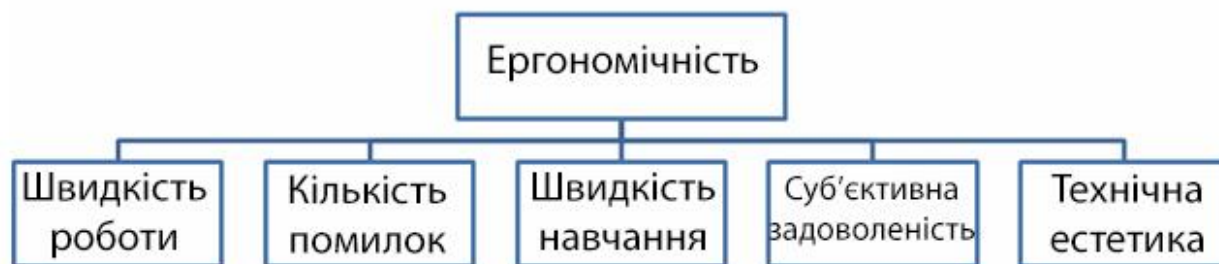 Ергономічність
Швидкість
роботи
Кількість
помилок
Швидкість
навчання
Суб’єктивна
задоволеність
Технічна
естетика